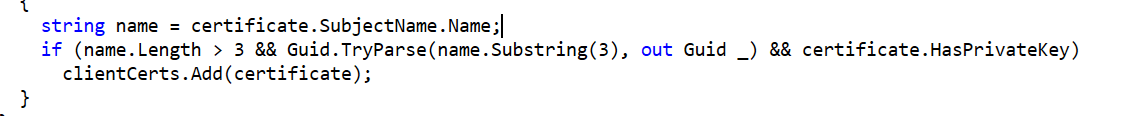 {
string name = certificate.SubjectName.Name;
if (name.Length > 3 && Guid.TryParse(name.Substring(3), out Guid _) && certificate.HasPrivateKey)
clientCerts.Add(certificate);
}